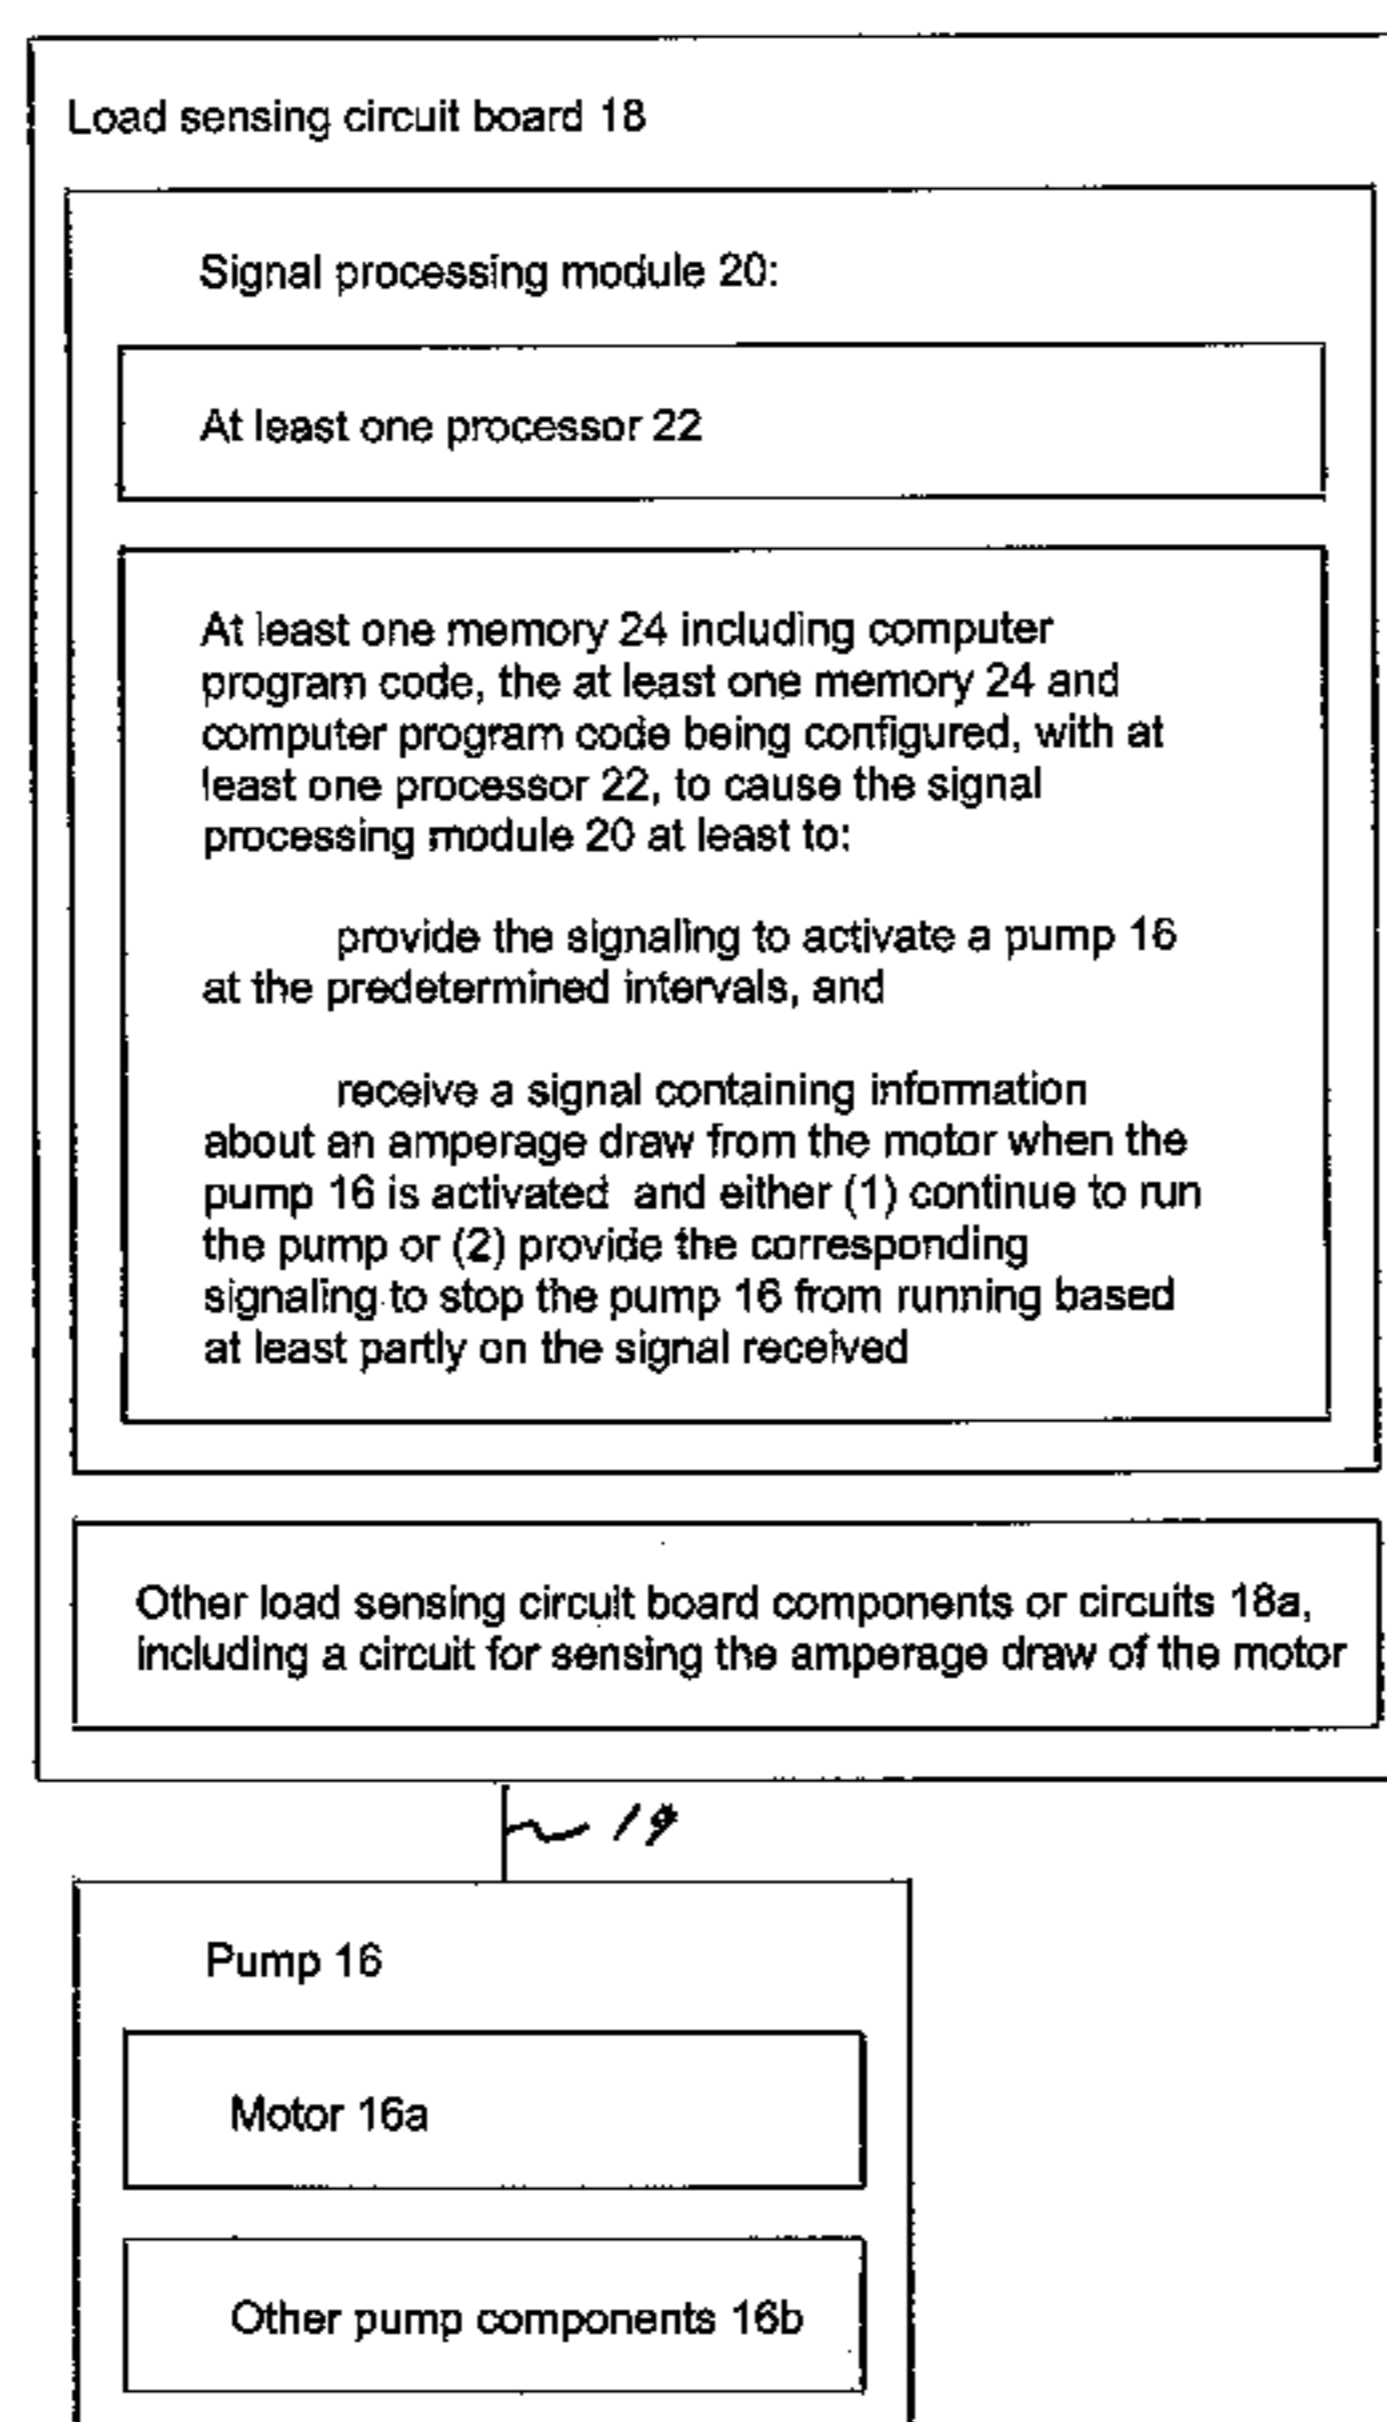 Load sensing circuit board 18
Signal processing module 20:
At least one processor 22
At least one memory 24 including computer
program code, the at least one memory 24 and
computer program code being configured, with at
least one processor 22, to cause the signal
processing module 20 at least to:
provide the signaling to activate a pump 16
at the predetermined intervals, and
receive a signal containing information
about an amperage draw from the motor when the
pump 16 is activated and either (1) continue to run
the pump or (2) provide the corresponding
signaling to stop the pump 16 from running based
at least partly on the signal received
Other load sensing circuit board components or circuits 18a,
including a circuit for sensing the amperage draw of the motor
19
Pump 16
Motor 16a
Other pump components 16b